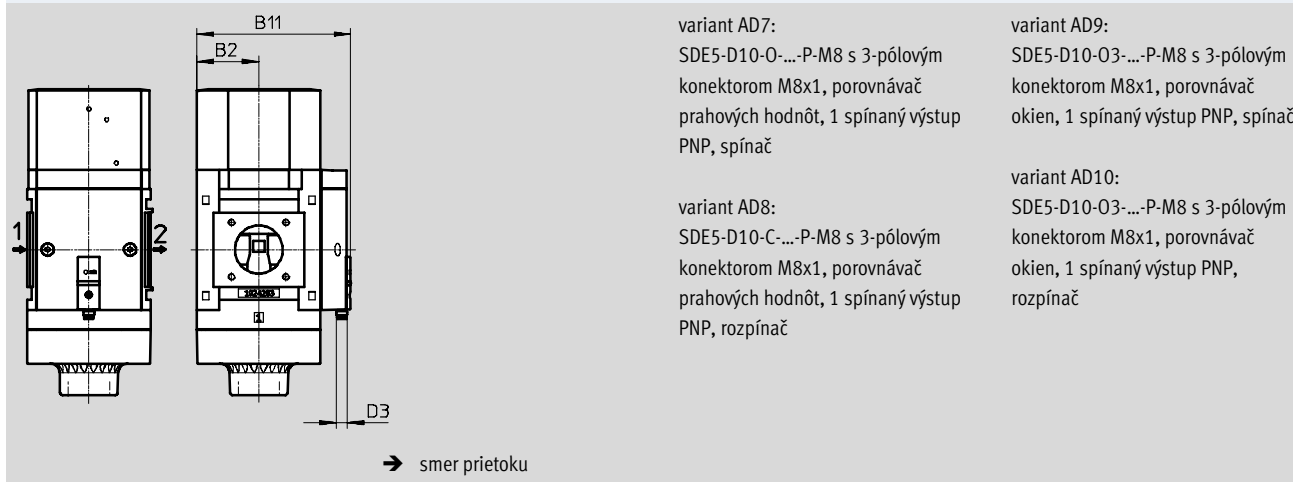 B11
B2
1
2
1
D3
➔ smer prietoku
variant AD7:
SDE5-D10-O-...-P-M8 s 3-pólovým
konektorom M8x1, porovnávač
prahových hodnôt, 1 spínaný výstup
PNP, spínač
variant AD8:
SDE5-D10-C-...-P-M8 s 3-pólovým
konektorom M8x1, porovnávač
prahových hodnôt, 1 spínaný výstup
PNP, rozpínač
variant AD9:
SDE5-D10-O3-...-P-M8 s 3-pólovým
konektorom M8x1, porovnávač
okien, 1 spínaný výstup PNP, spínač
variant AD10:
SDE5-D10-O3-...-P-M8 s 3-pólovým
konektorom M8x1, porovnávač
okien, 1 spínaný výstup PNP,
rozpínač